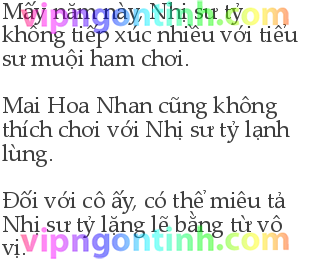 Mấy năm này, Nhị sư tỷ
không tiếp xúc nhiều với tiểu
sư muội ham chơi.
Mai Hoa Nhan cũng không
thích chơi với Nhị sư tỷ lạnh
lùng.
Đối với cô ấy, có thể miêu tả
Nhị sư tỷ lặng lẽ bằng từ vô
vị.
vipngontinh.com
vipngontinh.com